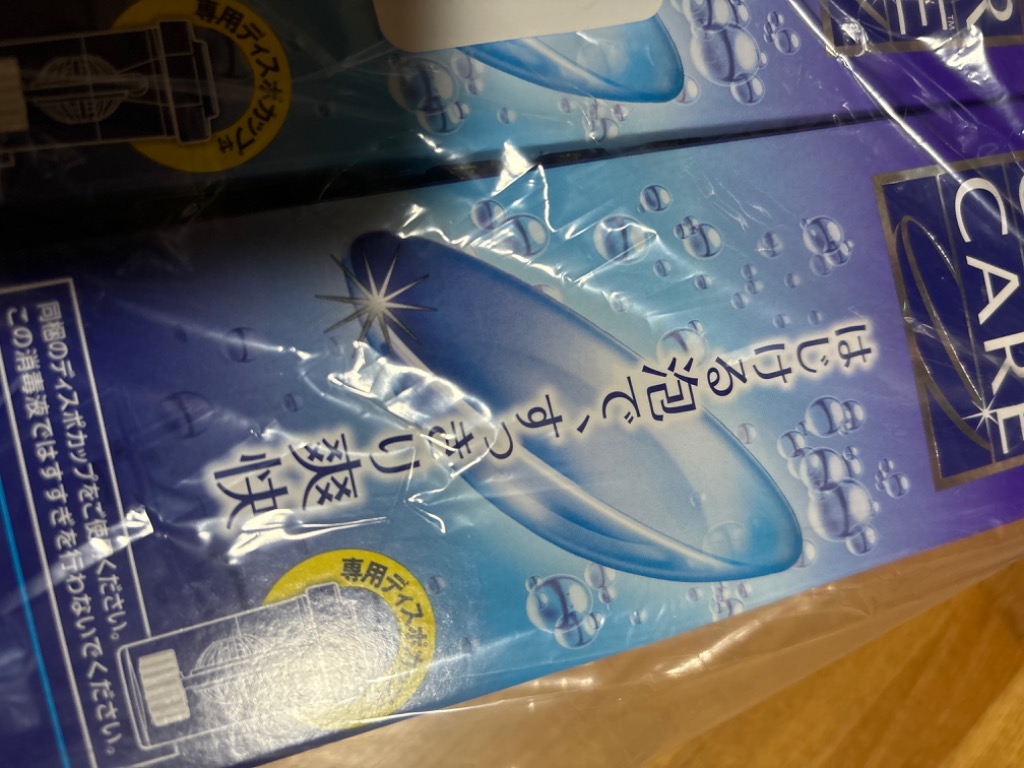 専用ディスポカップ付
CARE
はじける泡で、すっきり爽快
専用ディスポカ
この消毒液ではすすぎを行わないでください。
同梱のディスポカップをご使用ください。